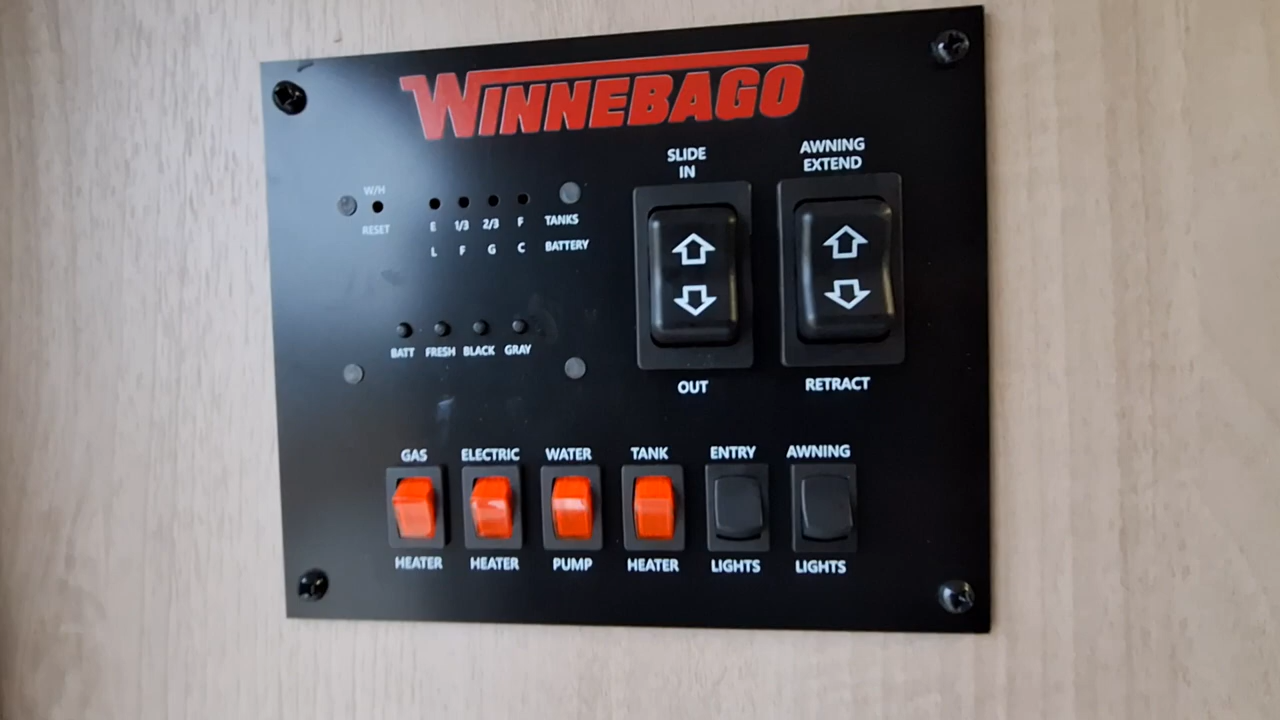 WINNEBAGO
SLIDE
IN
AWNING
EXTEND
W/H
RESET
E 1/3 2/3 F TANKS
L F G C BATTERY
BATT FRESH BLACK GRAY
OUT
RETRACT
GAS ELECTRIC WATER TANK ENTRY AWNING
HEATER HEATER PUMP HEATER LIGHTS LIGHTS